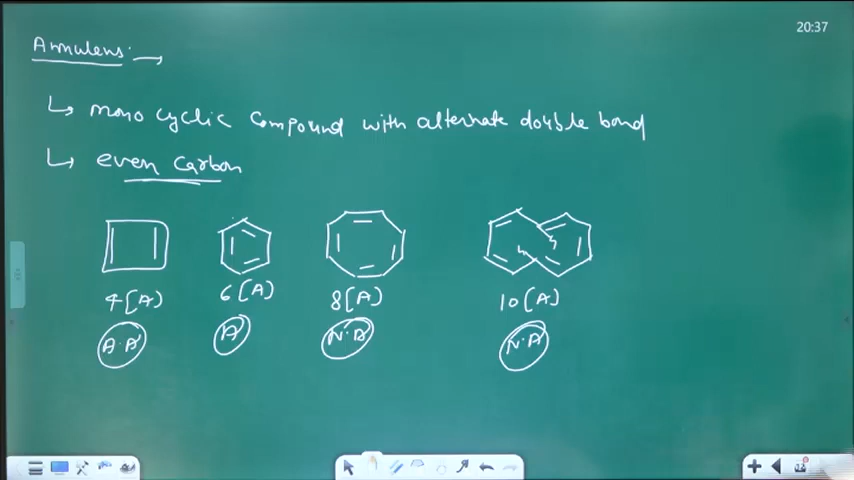 20:37
Annulens:→
↳ mono cyclic compound with alternate double bond
↳ even carbon
4[A) 6[A) 8[A) 10[A)
A.A A N.A N.A